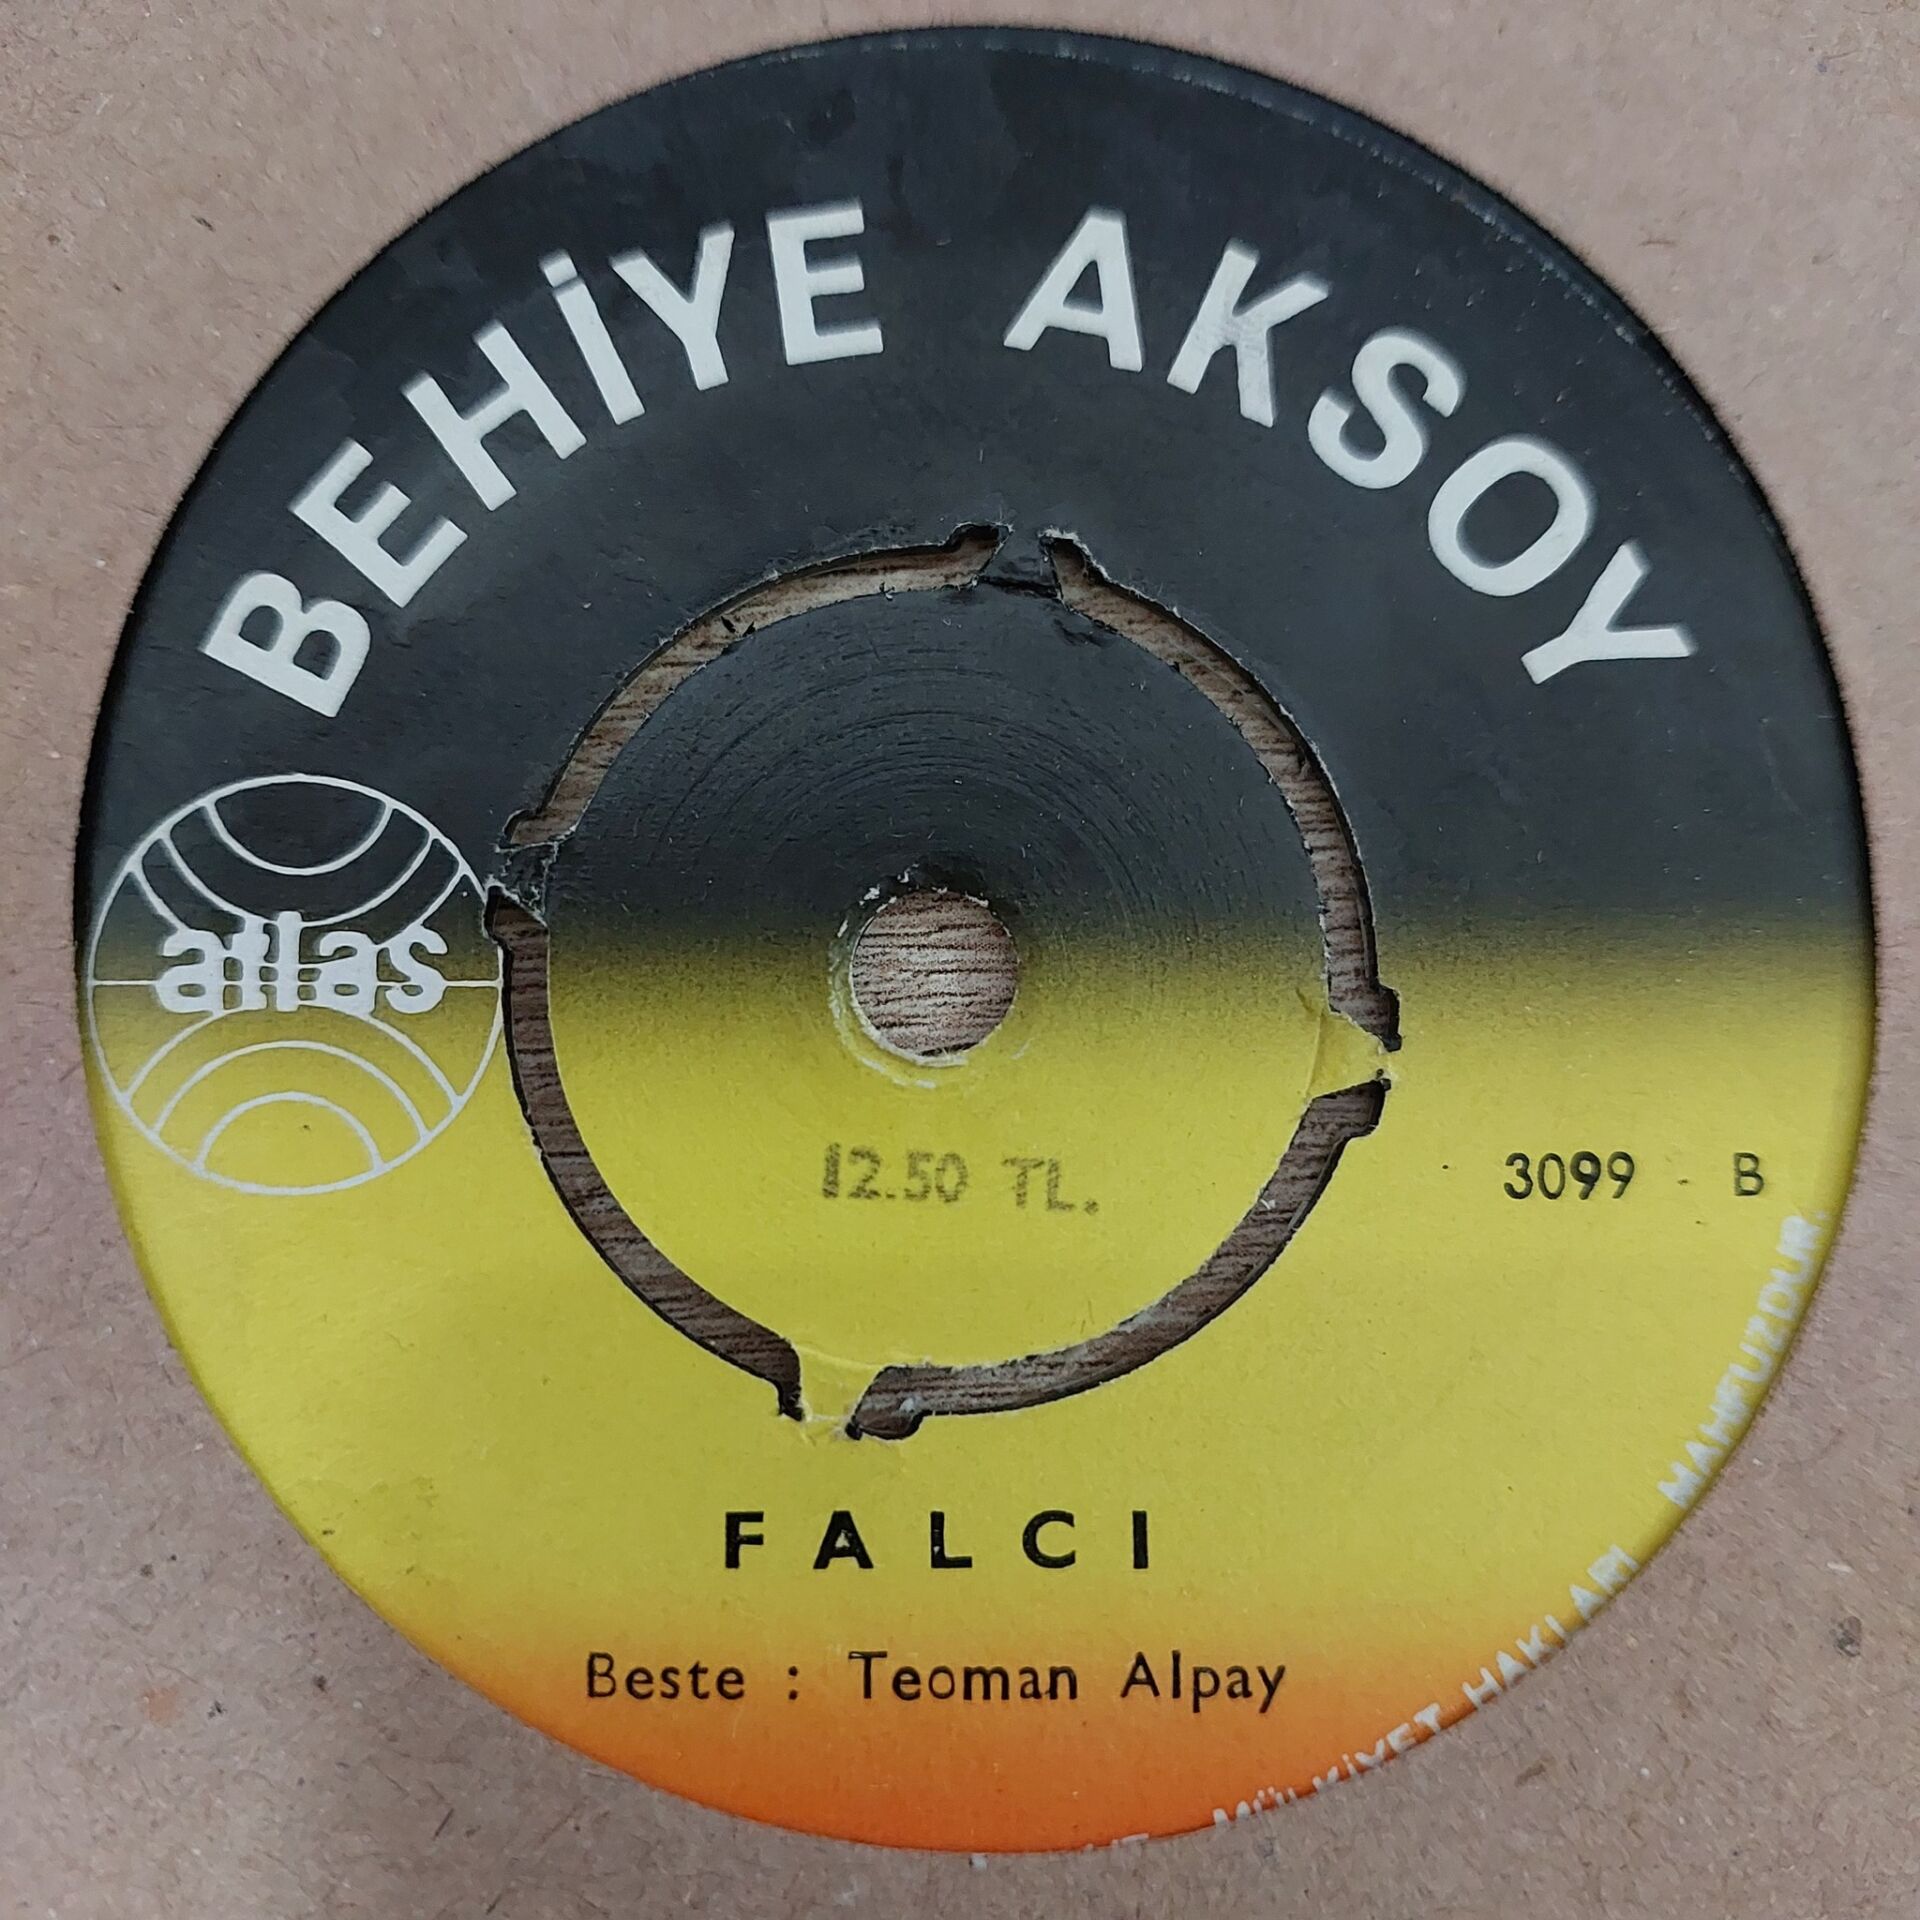 BEHİYE AKSOY
atlas
12.50 TL.
3099 - B
FALCI
Beste : Teoman Alpay
MÜLKİYET HAKLARI MAHFUZDUR.